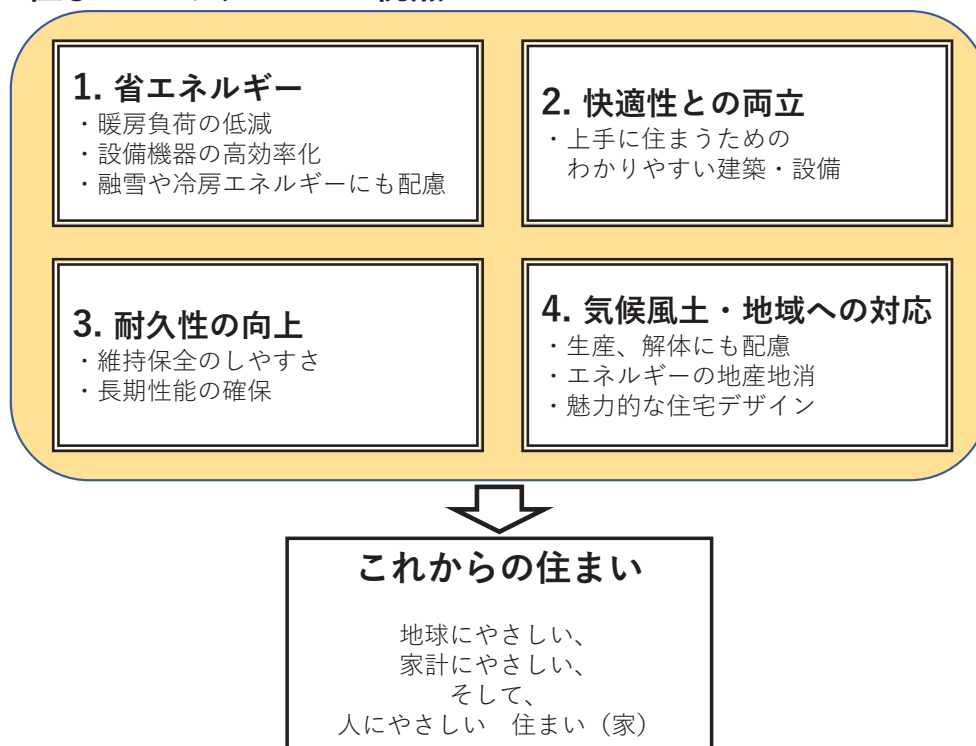 1. 省エネルギー
・暖房負荷の低減
・設備機器の高効率化
・融雪や冷房エネルギーにも配慮
2. 快適性との両立
・上手に住まうための
わかりやすい建築・設備
3. 耐久性の向上
・維持保全のしやすさ
・長期性能の確保
4. 気候風土・地域への対応
・生産、解体にも配慮
・エネルギーの地産地消
・魅力的な住宅デザイン
これからの住まい
地球にやさしい、
家計にやさしい、
そして、
人にやさしい　住まい（家）